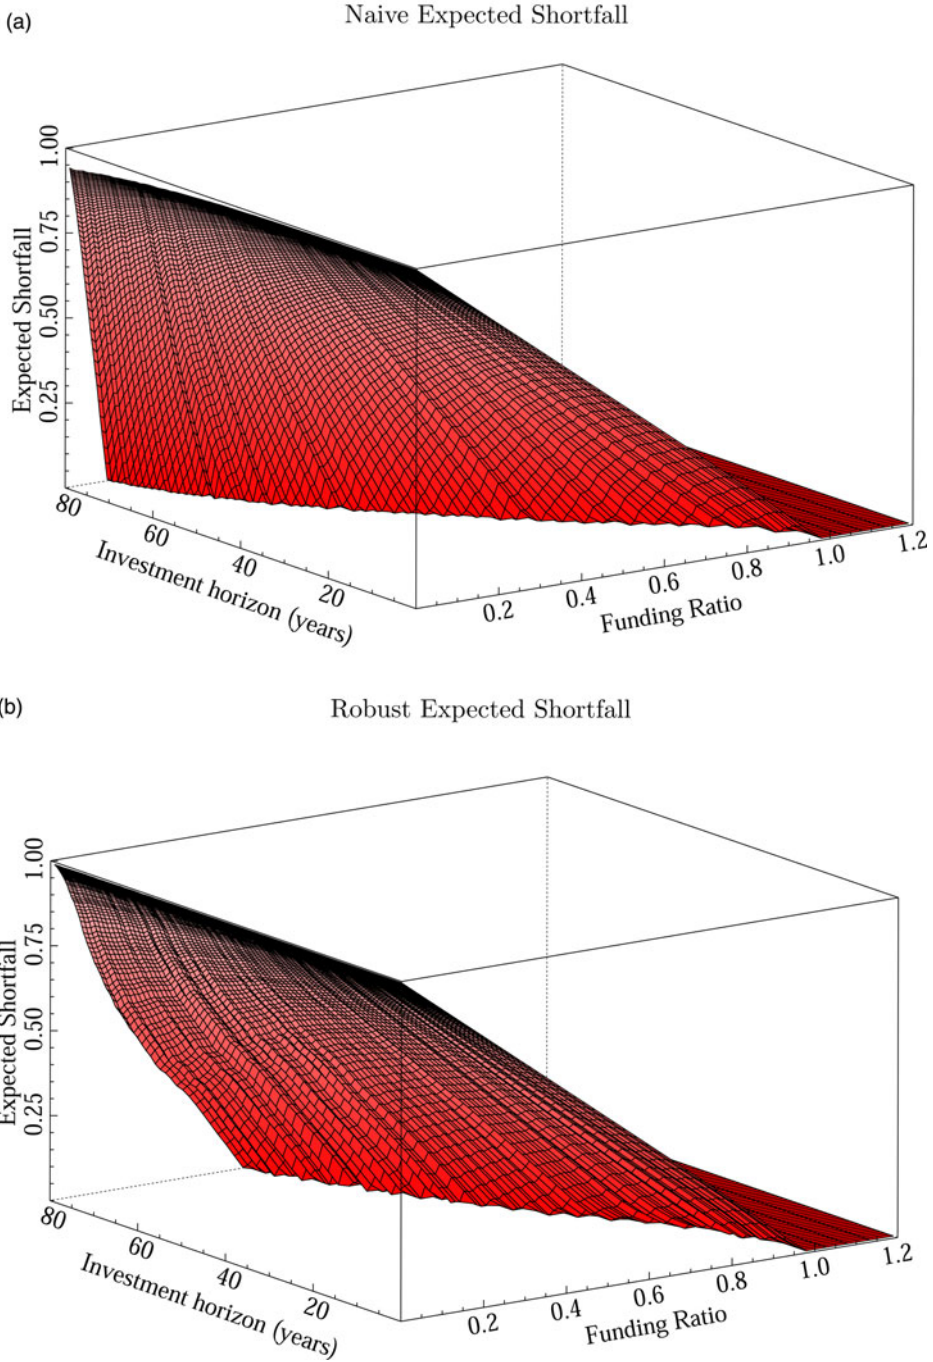 (a)
Naive Expected Shortfall
1.00
0.75
0.50
0.25
Expected Shortfall
80
60
40
20
Investment horizon (years)
0.2
0.4
0.6
0.8
1.0
1.2
Funding Ratio
(b)
Robust Expected Shortfall
1.00
0.75
0.50
0.25
Expected Shortfall
80
60
40
20
Investment horizon (years)
0.2
0.4
0.6
0.8
1.0
1.2
Funding Ratio